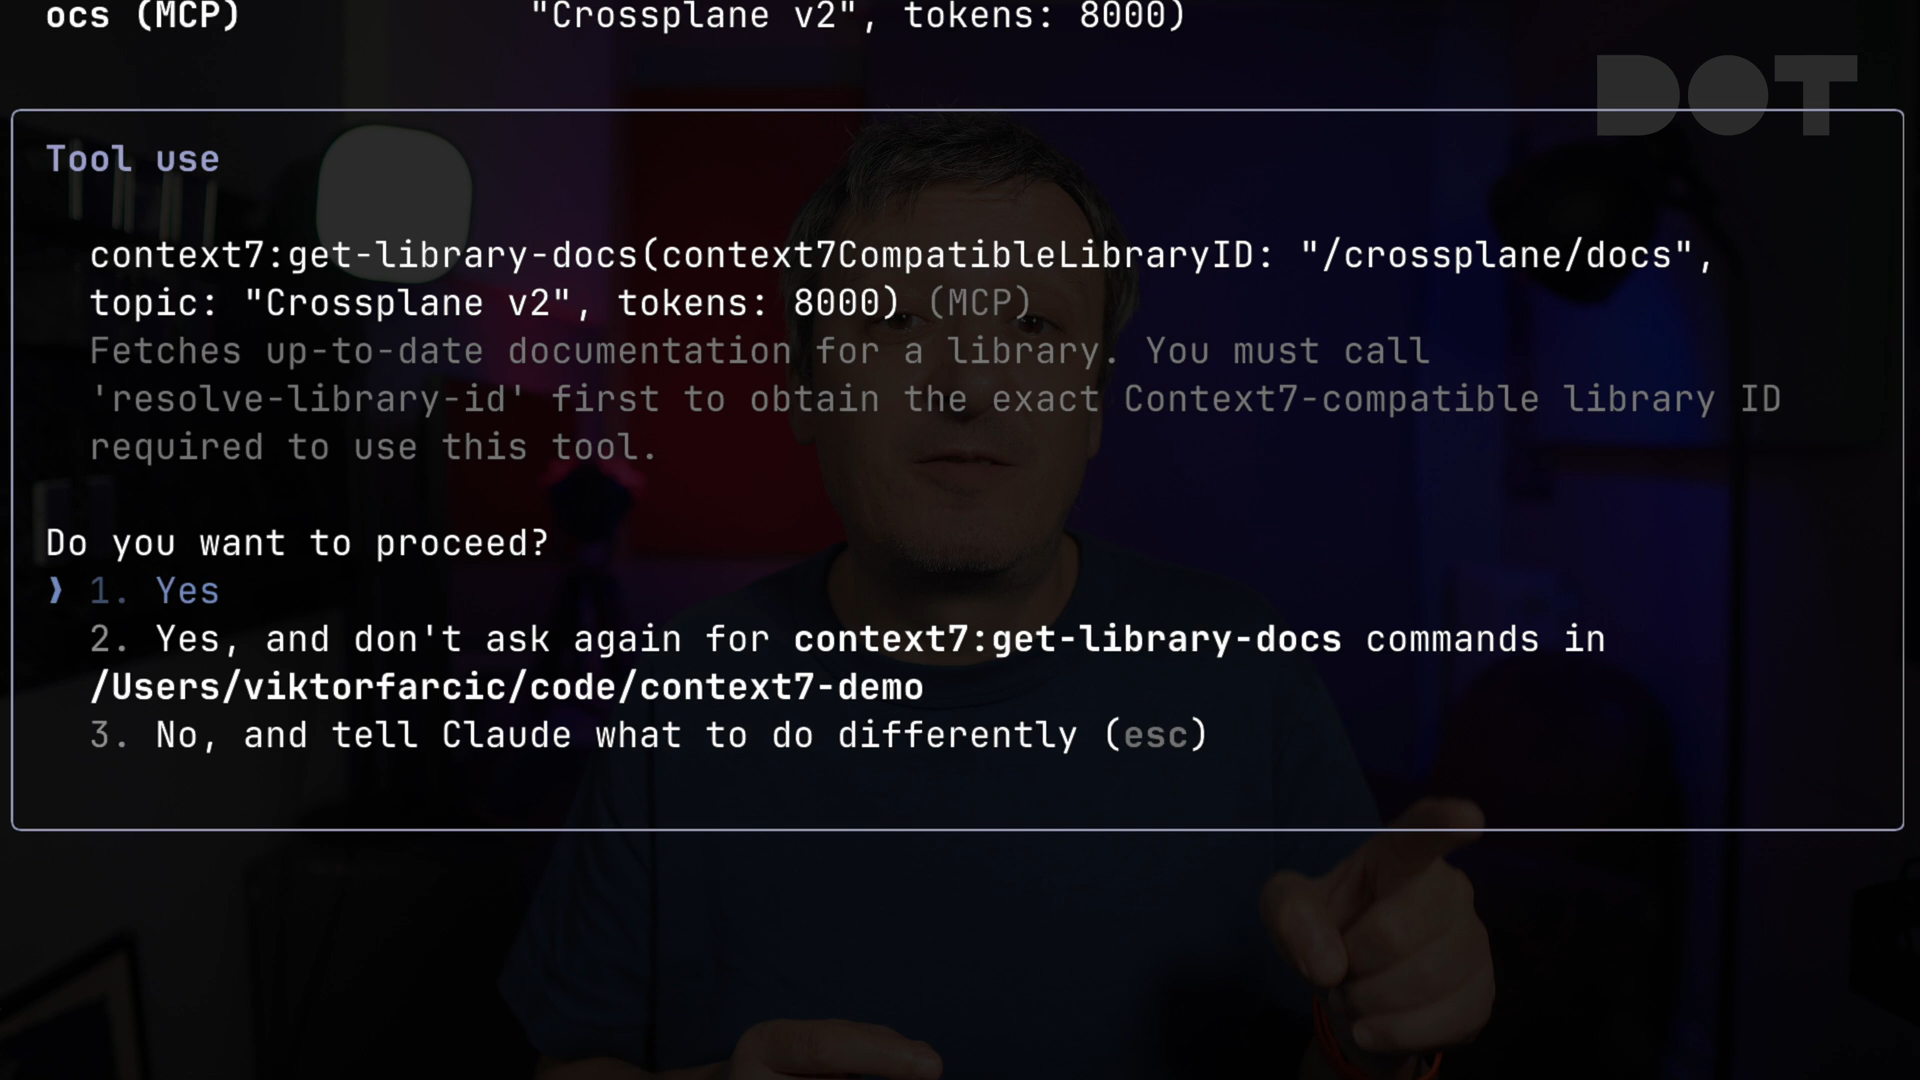 ocs (MCP) "Crossplane v2", tokens: 8000)
DOT
Tool use
context7:get-library-docs(context7CompatibleLibraryID: "/crossplane/docs",
topic: "Crossplane v2", tokens: 8000) (MCP)
Fetches up-to-date documentation for a library. You must call
'resolve-library-id' first to obtain the exact Context7-compatible library ID
required to use this tool.
Do you want to proceed?
❯ 1. Yes
2. Yes, and don't ask again for context7:get-library-docs commands in
/Users/viktorfarcic/code/context7-demo
3. No, and tell Claude what to do differently (esc)